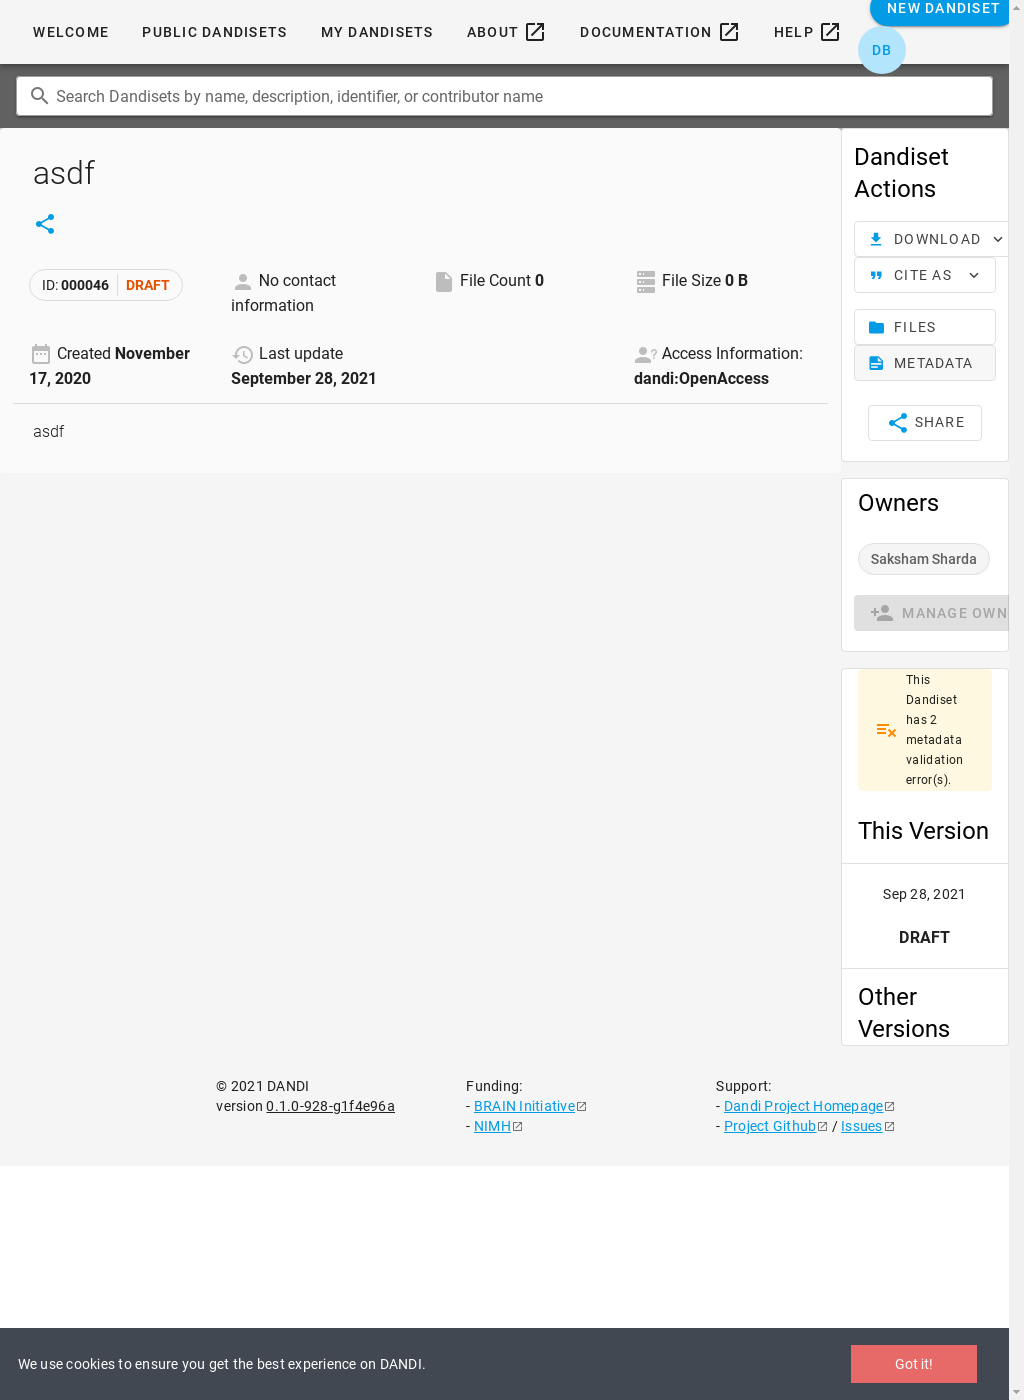 WELCOME PUBLIC DANDISETS MY DANDISETS ABOUT DOCUMENTATION HELP NEW DANDISET
DB
Search Dandisets by name, description, identifier, or contributor name
asdf
ID: 000046 DRAFT
No contact
information
File Count 0
File Size 0 B
Created November
17, 2020
Last update
September 28, 2021
Access Information:
dandi:OpenAccess
asdf
Dandiset
Actions
DOWNLOAD
CITE AS
FILES
METADATA
SHARE
Owners
Saksham Sharda
MANAGE OWN
This
Dandiset
has 2
metadata
validation
error(s).
This Version
Sep 28, 2021
DRAFT
Other
Versions
© 2021 DANDI
version 0.1.0-928-g1f4e96a
Funding:
- BRAIN Initiative
- NIMH
Support:
- Dandi Project Homepage
- Project Github / Issues
We use cookies to ensure you get the best experience on DANDI.
Got it!